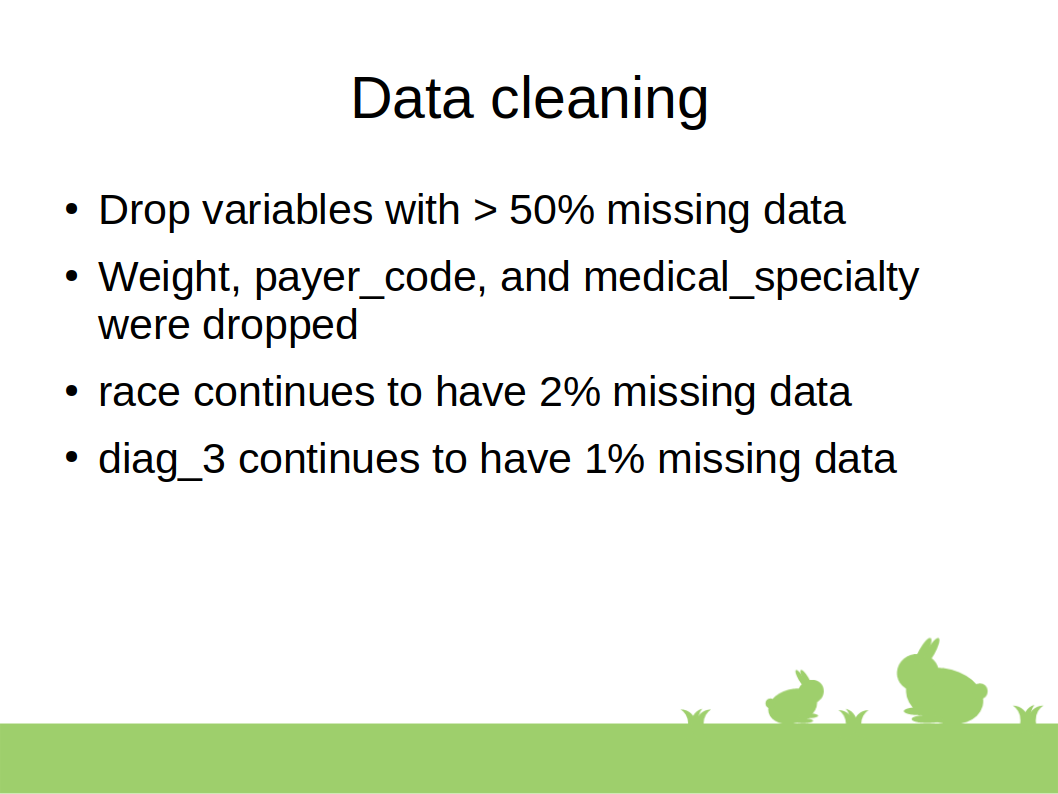 Data cleaning
• Drop variables with > 50% missing data
• Weight, payer_code, and medical_specialty
were dropped
• race continues to have 2% missing data
• diag_3 continues to have 1% missing data